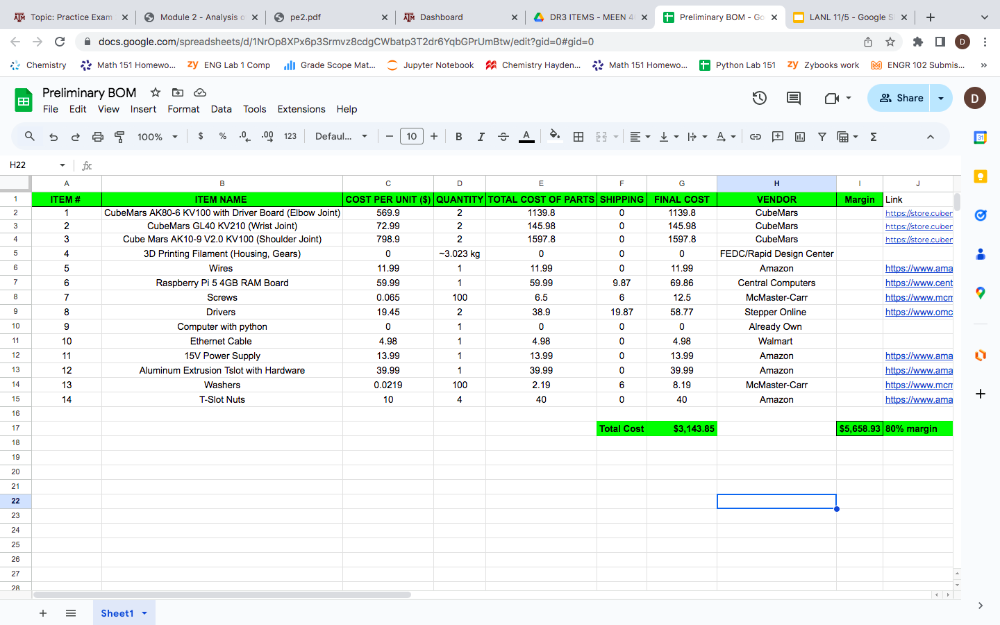 Topic: Practice Exam
Module 2 - Analysis o
pe2.pdf
Dashboard
DR3 ITEMS - MEEN 4
Preliminary BOM - Go
LANL 11/5 - Google S
docs.google.com/spreadsheets/d/1NrOp8XPx6p3Srmvz8cdgCWbatp3T2dr6YqbGPrUmBtw/edit?gid=0#gid=0
D
Chemistry
Math 151 Homewo...
zy ENG Lab 1 Comp
Grade Scope Mat...
Jupyter Notebook
Chemistry Hayden...
Math 151 Homewo...
Python Lab 151
zy Zybooks work
ENGR 102 Submis...
»
Preliminary BOM
File Edit View Insert Format Data Tools Extensions Help
Share
D
100% $ % .0 .00 123 Defaul... − 10 + B I S A Σ
31
H22 fx
A B C D E F G H I J
1 ITEM # ITEM NAME COST PER UNIT ($) QUANTITY TOTAL COST OF PARTS SHIPPING FINAL COST VENDOR Margin Link
2 1 CubeMars AK80-6 KV100 with Driver Board (Elbow Joint) 569.9 2 1139.8 0 1139.8 CubeMars https://store.cuber
3 2 CubeMars GL40 KV210 (Wrist Joint) 72.99 2 145.98 0 145.98 CubeMars https://store.cuber
4 3 Cube Mars AK10-9 V2.0 KV100 (Shoulder Joint) 798.9 2 1597.8 0 1597.8 CubeMars https://store.cuber
5 4 3D Printing Filament (Housing, Gears) 0 ~3.023 kg 0 0 0 FEDC/Rapid Design Center
6 5 Wires 11.99 1 11.99 0 11.99 Amazon https://www.ama
7 6 Raspberry Pi 5 4GB RAM Board 59.99 1 59.99 9.87 69.86 Central Computers https://www.cent
8 7 Screws 0.065 100 6.5 6 12.5 McMaster-Carr https://www.mcm
9 8 Drivers 19.45 2 38.9 19.87 58.77 Stepper Online https://www.omc
10 9 Computer with python 0 1 0 0 0 Already Own
11 10 Ethernet Cable 4.98 1 4.98 0 4.98 Walmart
12 11 15V Power Supply 13.99 1 13.99 0 13.99 Amazon https://www.ama
13 12 Aluminum Extrusion Tslot with Hardware 39.99 1 39.99 0 39.99 Amazon https://www.ama
14 13 Washers 0.0219 100 2.19 6 8.19 McMaster-Carr https://www.mcm
15 14 T-Slot Nuts 10 4 40 0 40 Amazon https://www.ama
16
17 Total Cost $3,143.85 $5,658.93 80% margin
18
19
20
21
22
23
24
25
26
27
28
Sheet1